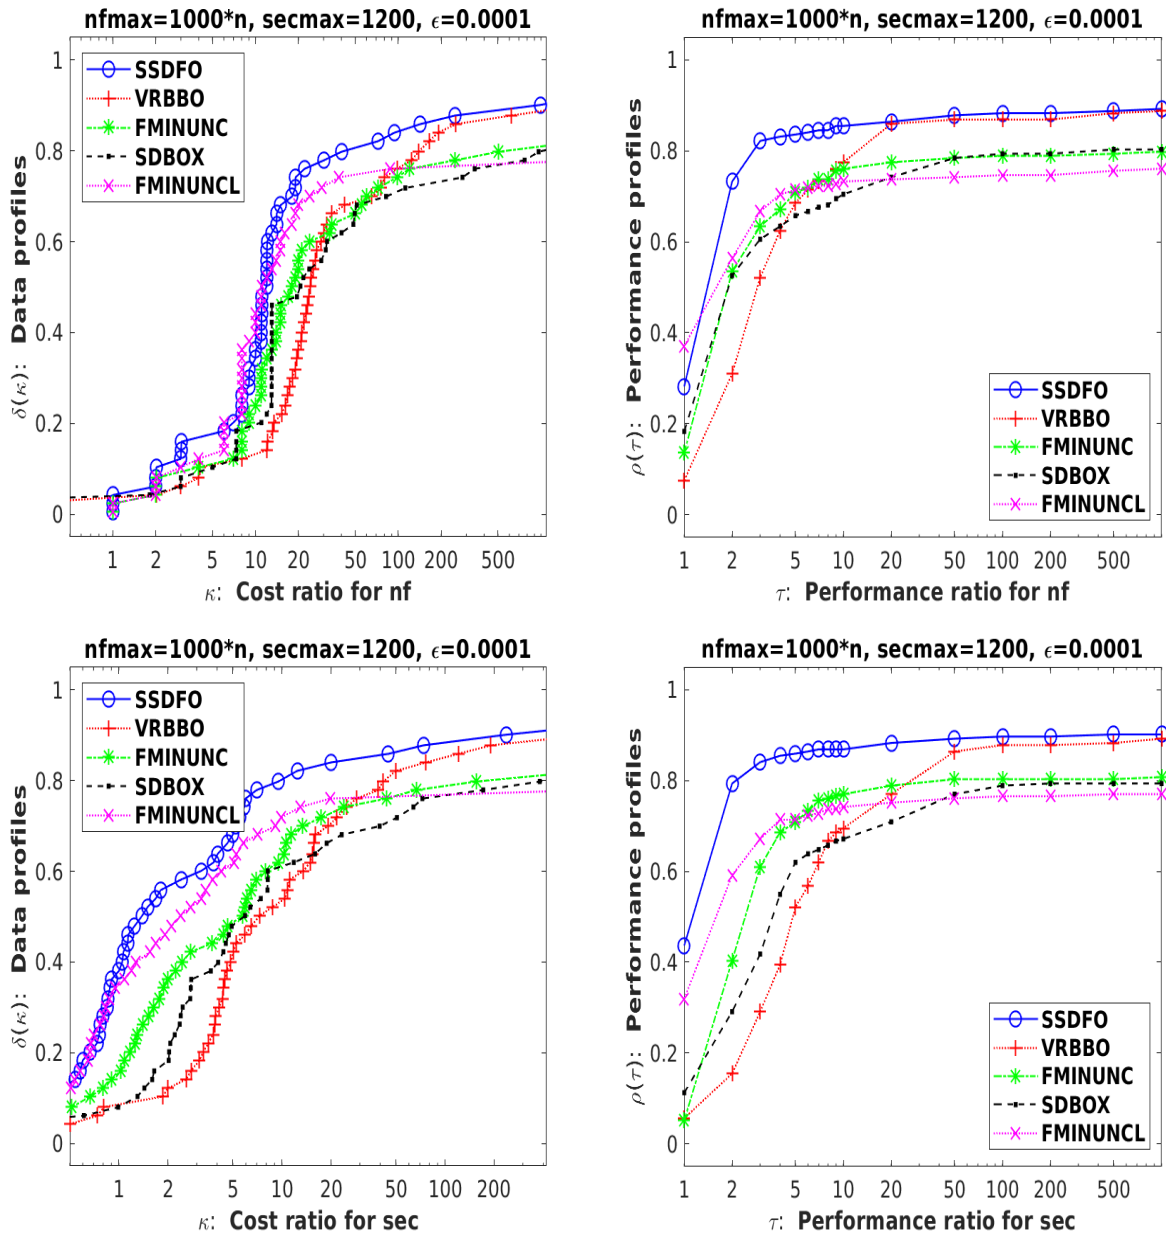 nfmax=1000*n, secmax=1200, ϵ=0.0001
δ(κ): Data profiles
1
0.8
0.6
0.4
0.2
0
SSDFO
VRBBO
FMINUNC
SDBOX
FMINUNCL
1 2 5 10 20 50 100 200 500
κ: Cost ratio for nf
nfmax=1000*n, secmax=1200, ϵ=0.0001
ρ(τ): Performance profiles
1
0.8
0.6
0.4
0.2
0
SSDFO
VRBBO
FMINUNC
SDBOX
FMINUNCL
1 2 5 10 20 50 100 200 500
τ: Performance ratio for nf
nfmax=1000*n, secmax=1200, ϵ=0.0001
δ(κ): Data profiles
1
0.8
0.6
0.4
0.2
0
SSDFO
VRBBO
FMINUNC
SDBOX
FMINUNCL
1 2 5 10 20 50 100 200
κ: Cost ratio for sec
nfmax=1000*n, secmax=1200, ϵ=0.0001
ρ(τ): Performance profiles
1
0.8
0.6
0.4
0.2
0
SSDFO
VRBBO
FMINUNC
SDBOX
FMINUNCL
1 2 5 10 20 50 100 200 500
τ: Performance ratio for sec